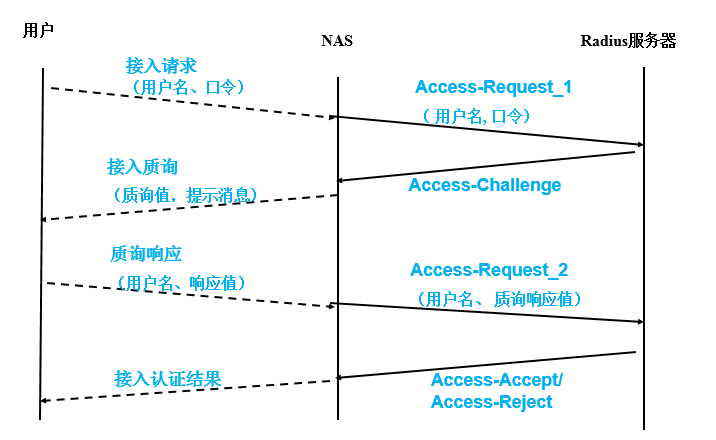 用户
NAS
Radius服务器
接入请求
（用户名、口令）
Access-Request_1
（ 用户名, 口令）
接入质询
（质询值，提示消息）
Access-Challenge
质询响应
（用户名、响应值）
Access-Request_2
（用户名、 质询响应值）
接入认证结果
Access-Accept/
Access-Reject